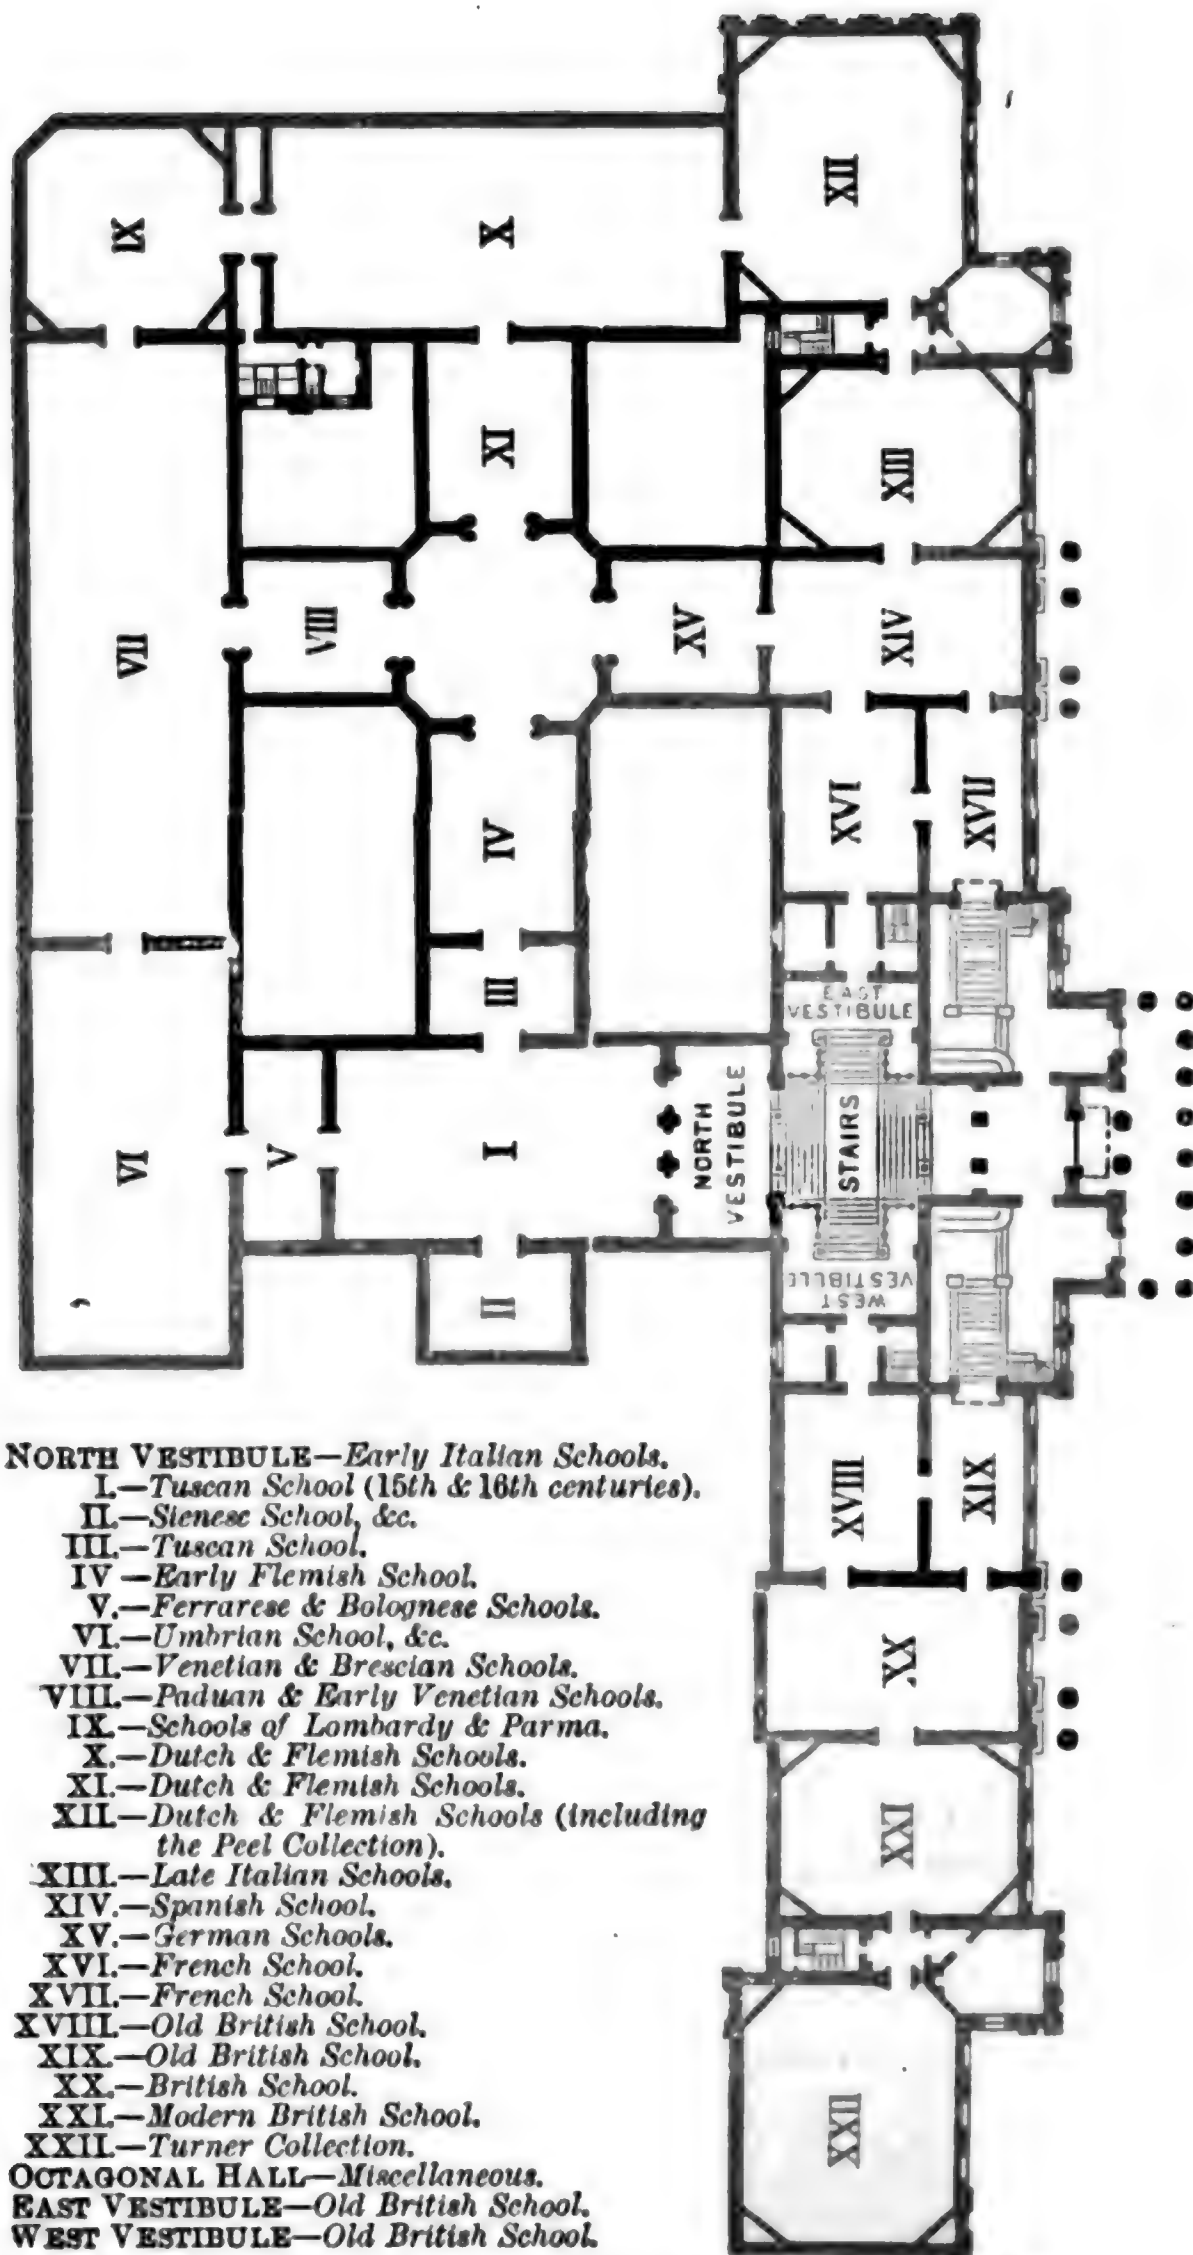 XII
IX
X
XI
XIII
VII
VIII
XV
XIV
IV
XVI
XVII
III
EAST
VESTIBULE
VI
V
I
NORTH
VESTIBULE
STAIRS
II
WEST
VESTIBULE
XVIII
XIX
XX
XXI
XXII
NORTH VESTIBULE—Early Italian Schools.
I.—Tuscan School (15th & 16th centuries).
II.—Sienese School, &c.
III.—Tuscan School.
IV—Early Flemish School.
V.—Ferrarese & Bolognese Schools.
VI.—Umbrian School, &c.
VII.—Venetian & Brescian Schools.
VIII.—Paduan & Early Venetian Schools.
IX.—Schools of Lombardy & Parma.
X.—Dutch & Flemish Schools.
XI.—Dutch & Flemish Schools.
XII.—Dutch & Flemish Schools (including
the Peel Collection).
XIII.—Late Italian Schools.
XIV.—Spanish School.
XV.—German Schools.
XVI.—French School.
XVII.—French School.
XVIII.—Old British School.
XIX.—Old British School.
XX.—British School.
XXI.—Modern British School.
XXII.—Turner Collection.
OCTAGONAL HALL—Miscellaneous.
EAST VESTIBULE—Old British School.
WEST VESTIBULE—Old British School.